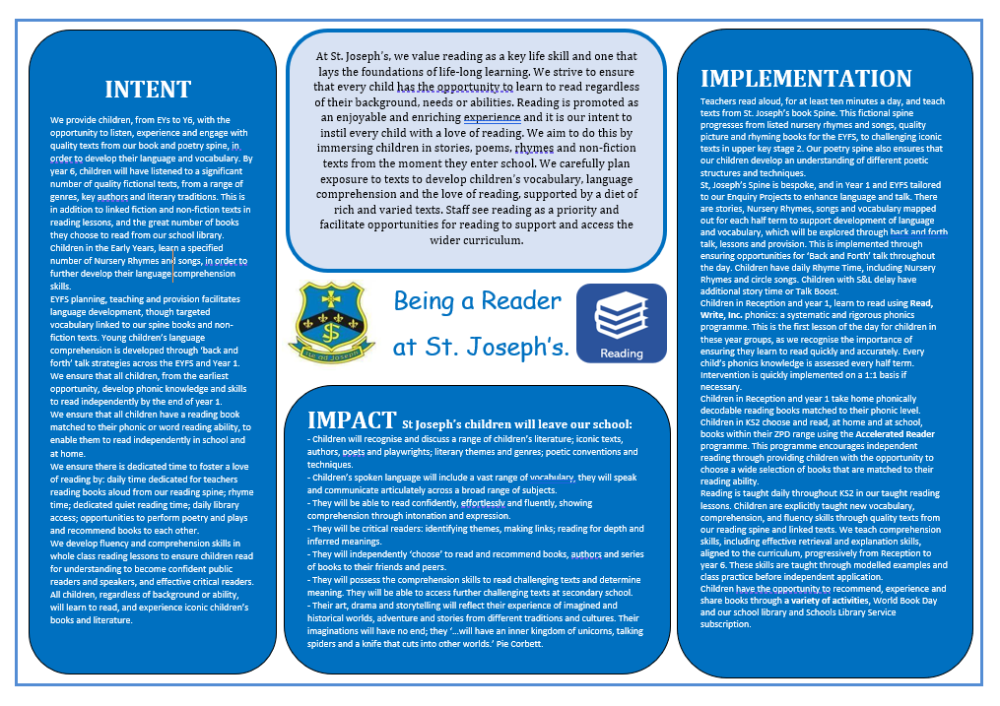 INTENT
We provide children, from EYs to Y6, with the
opportunity to listen, experience and engage with
quality texts from our book and poetry spine, in
order to develop their language and vocabulary. By
year 6, children will have listened to a significant
number of quality fictional texts, from a range of
genres, key authors and literary traditions. This is
in addition to linked fiction and non-fiction texts in
reading lessons, and the great number of books
they choose to read from our school library.
Children in the Early Years, learn a specified
number of Nursery Rhymes and songs, in order to
further develop their language comprehension
skills.
EYFS planning, teaching and provision facilitates
language development, though targeted
vocabulary linked to our spine books and non-
fiction texts. Young children's language
comprehension is developed through 'back and
forth' talk strategies across the EYFS and Year 1.
We ensure that all children, from the earliest
opportunity, develop phonic knowledge and skills
to read independently by the end of year 1.
We ensure that all children have a reading book
matched to their phonic or word reading ability, to
enable them to read independently in school and
at home.
We ensure there is dedicated time to foster a love
of reading by: daily time dedicated for teachers
reading books aloud from our reading spine; rhyme
time; dedicated quiet reading time; daily library
access; opportunities to perform poetry and plays
and recommend books to each other.
We develop fluency and comprehension skills in
whole class reading lessons to ensure children read
for understanding to become confident public
readers and speakers, and effective critical readers.
All children, regardless of background or ability,
will learn to read, and experience iconic children's
books and literature.
At St. Joseph's, we value reading as a key life skill and one that
lays the foundations of life-long learning. We strive to ensure
that every child has the opportunity to learn to read regardless
of their background, needs or abilities. Reading is promoted as
an enjoyable and enriching experience and it is our intent to
instil every child with a love of reading. We aim to do this by
immersing children in stories, poems, rhymes and non-fiction
texts from the moment they enter school. We carefully plan
exposure to texts to develop children's vocabulary, language
comprehension and the love of reading, supported by a diet of
rich and varied texts. Staff see reading as a priority and
facilitate opportunities for reading to support and access the
wider curriculum.
Being a Reader
at St. Joseph's.
Reading
IMPACT St Joseph's children will leave our school:
- Children will recognise and discuss a range of children's literature; iconic texts,
authors, poets and playwrights; literary themes and genres; poetic conventions and
techniques.
- Children's spoken language will include a vast range of vocabulary, they will speak
and communicate articulately across a broad range of subjects.
- They will be able to read confidently, effortlessly and fluently, showing
comprehension through intonation and expression.
- They will be critical readers: identifying themes, making links; reading for depth and
inferred meanings.
- They will independently 'choose' to read and recommend books, authors and series
of books to their friends and peers.
- They will possess the comprehension skills to read challenging texts and determine
meaning. They will be able to access further challenging texts at secondary school.
- Their art, drama and storytelling will reflect their experience of imagined and
historical worlds, adventure and stories from different traditions and cultures. Their
imaginations will have no end; they '...will have an inner kingdom of unicorns, talking
spiders and a knife that cuts into other worlds.' Pie Corbett.
IMPLEMENTATION
Teachers read aloud, for at least ten minutes a day, and teach
texts from St. Joseph's book Spine. This fictional spine
progresses from listed nursery rhymes and songs, quality
picture and rhyming books for the EYFS, to challenging iconic
texts in upper key stage 2. Our poetry spine also ensures that
our children develop an understanding of different poetic
structures and techniques.
St, Joseph's Spine is bespoke, and in Year 1 and EYFS tailored
to our Enquiry Projects to enhance language and talk. There
are stories, Nursery Rhymes, songs and vocabulary mapped
out for each half term to support development of language
and vocabulary, which will be explored through back and forth
talk, lessons and provision. This is implemented through
ensuring opportunities for 'Back and Forth' talk throughout
the day. Children have daily Rhyme Time, including Nursery
Rhymes and circle songs. Children with S&L delay have
additional story time or Talk Boost.
Children in Reception and year 1, learn to read using Read,
Write, Inc. phonics: a systematic and rigorous phonics
programme. This is the first lesson of the day for children in
these year groups, as we recognise the importance of
ensuring they learn to read quickly and accurately. Every
child's phonics knowledge is assessed every half term.
Intervention is quickly implemented on a 1:1 basis if
necessary.
Children in Reception and year 1 take home phonically
decodable reading books matched to their phonic level.
Children in KS2 choose and read, at home and at school,
books within their ZPD range using the Accelerated Reader
programme. This programme encourages independent
reading through providing children with the opportunity to
choose a wide selection of books that are matched to their
reading ability.
Reading is taught daily throughout KS2 in our taught reading
lessons. Children are explicitly taught new vocabulary,
comprehension, and fluency skills through quality texts from
our reading spine and linked texts. We teach comprehension
skills, including effective retrieval and explanation skills,
aligned to the curriculum, progressively from Reception to
year 6. These skills are taught through modelled examples and
class practice before independent application.
Children have the opportunity to recommend, experience and
share books through a variety of activities, World Book Day
and our school library and Schools Library Service
subscription.